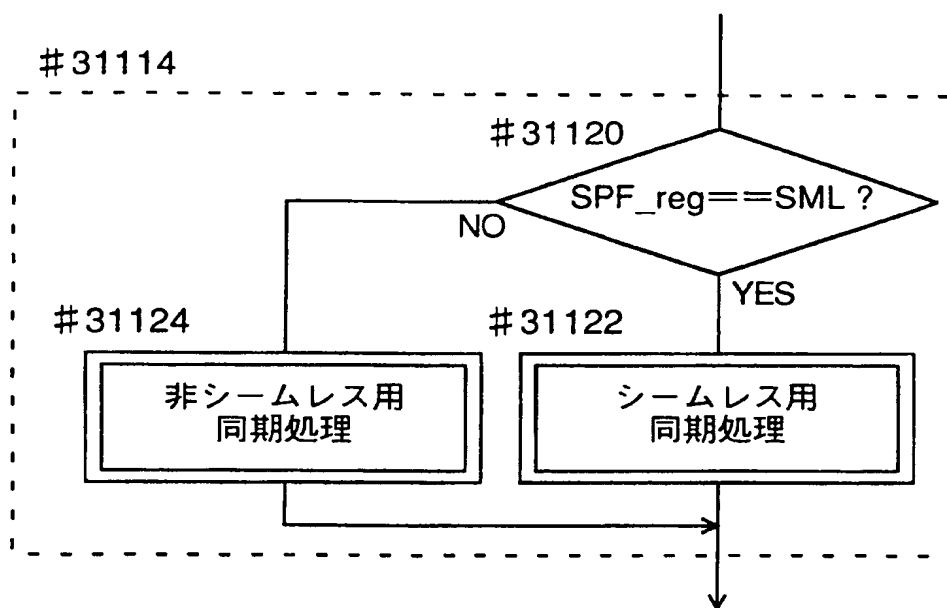 #31114
#31120
SPF_reg==SML ?
NO
YES
#31124
#31122
非シームレス用
同期処理
シームレス用
同期処理